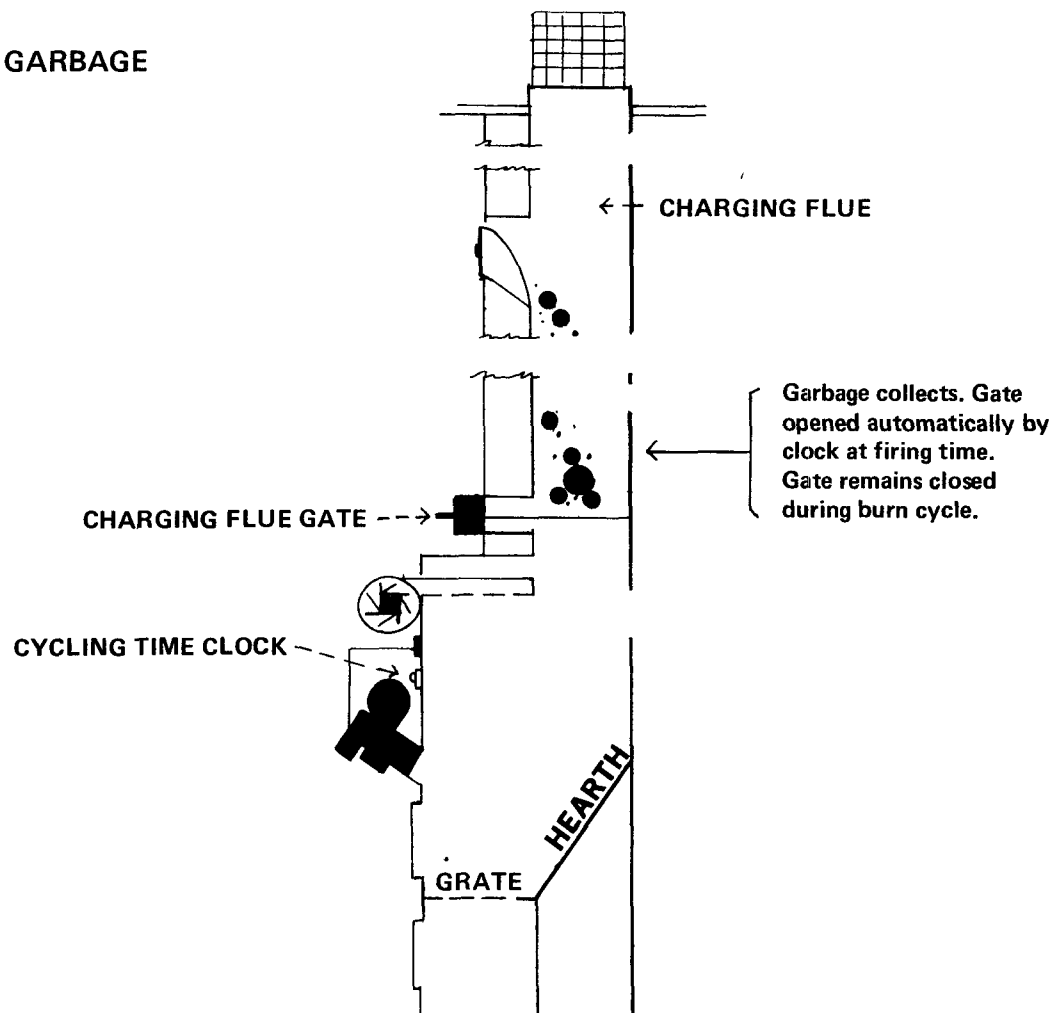 GARBAGE
CHARGING FLUE
Garbage collects. Gate
opened automatically by
clock at firing time.
Gate remains closed
during burn cycle.
CHARGING FLUE GATE
CYCLING TIME CLOCK
HEARTH
GRATE